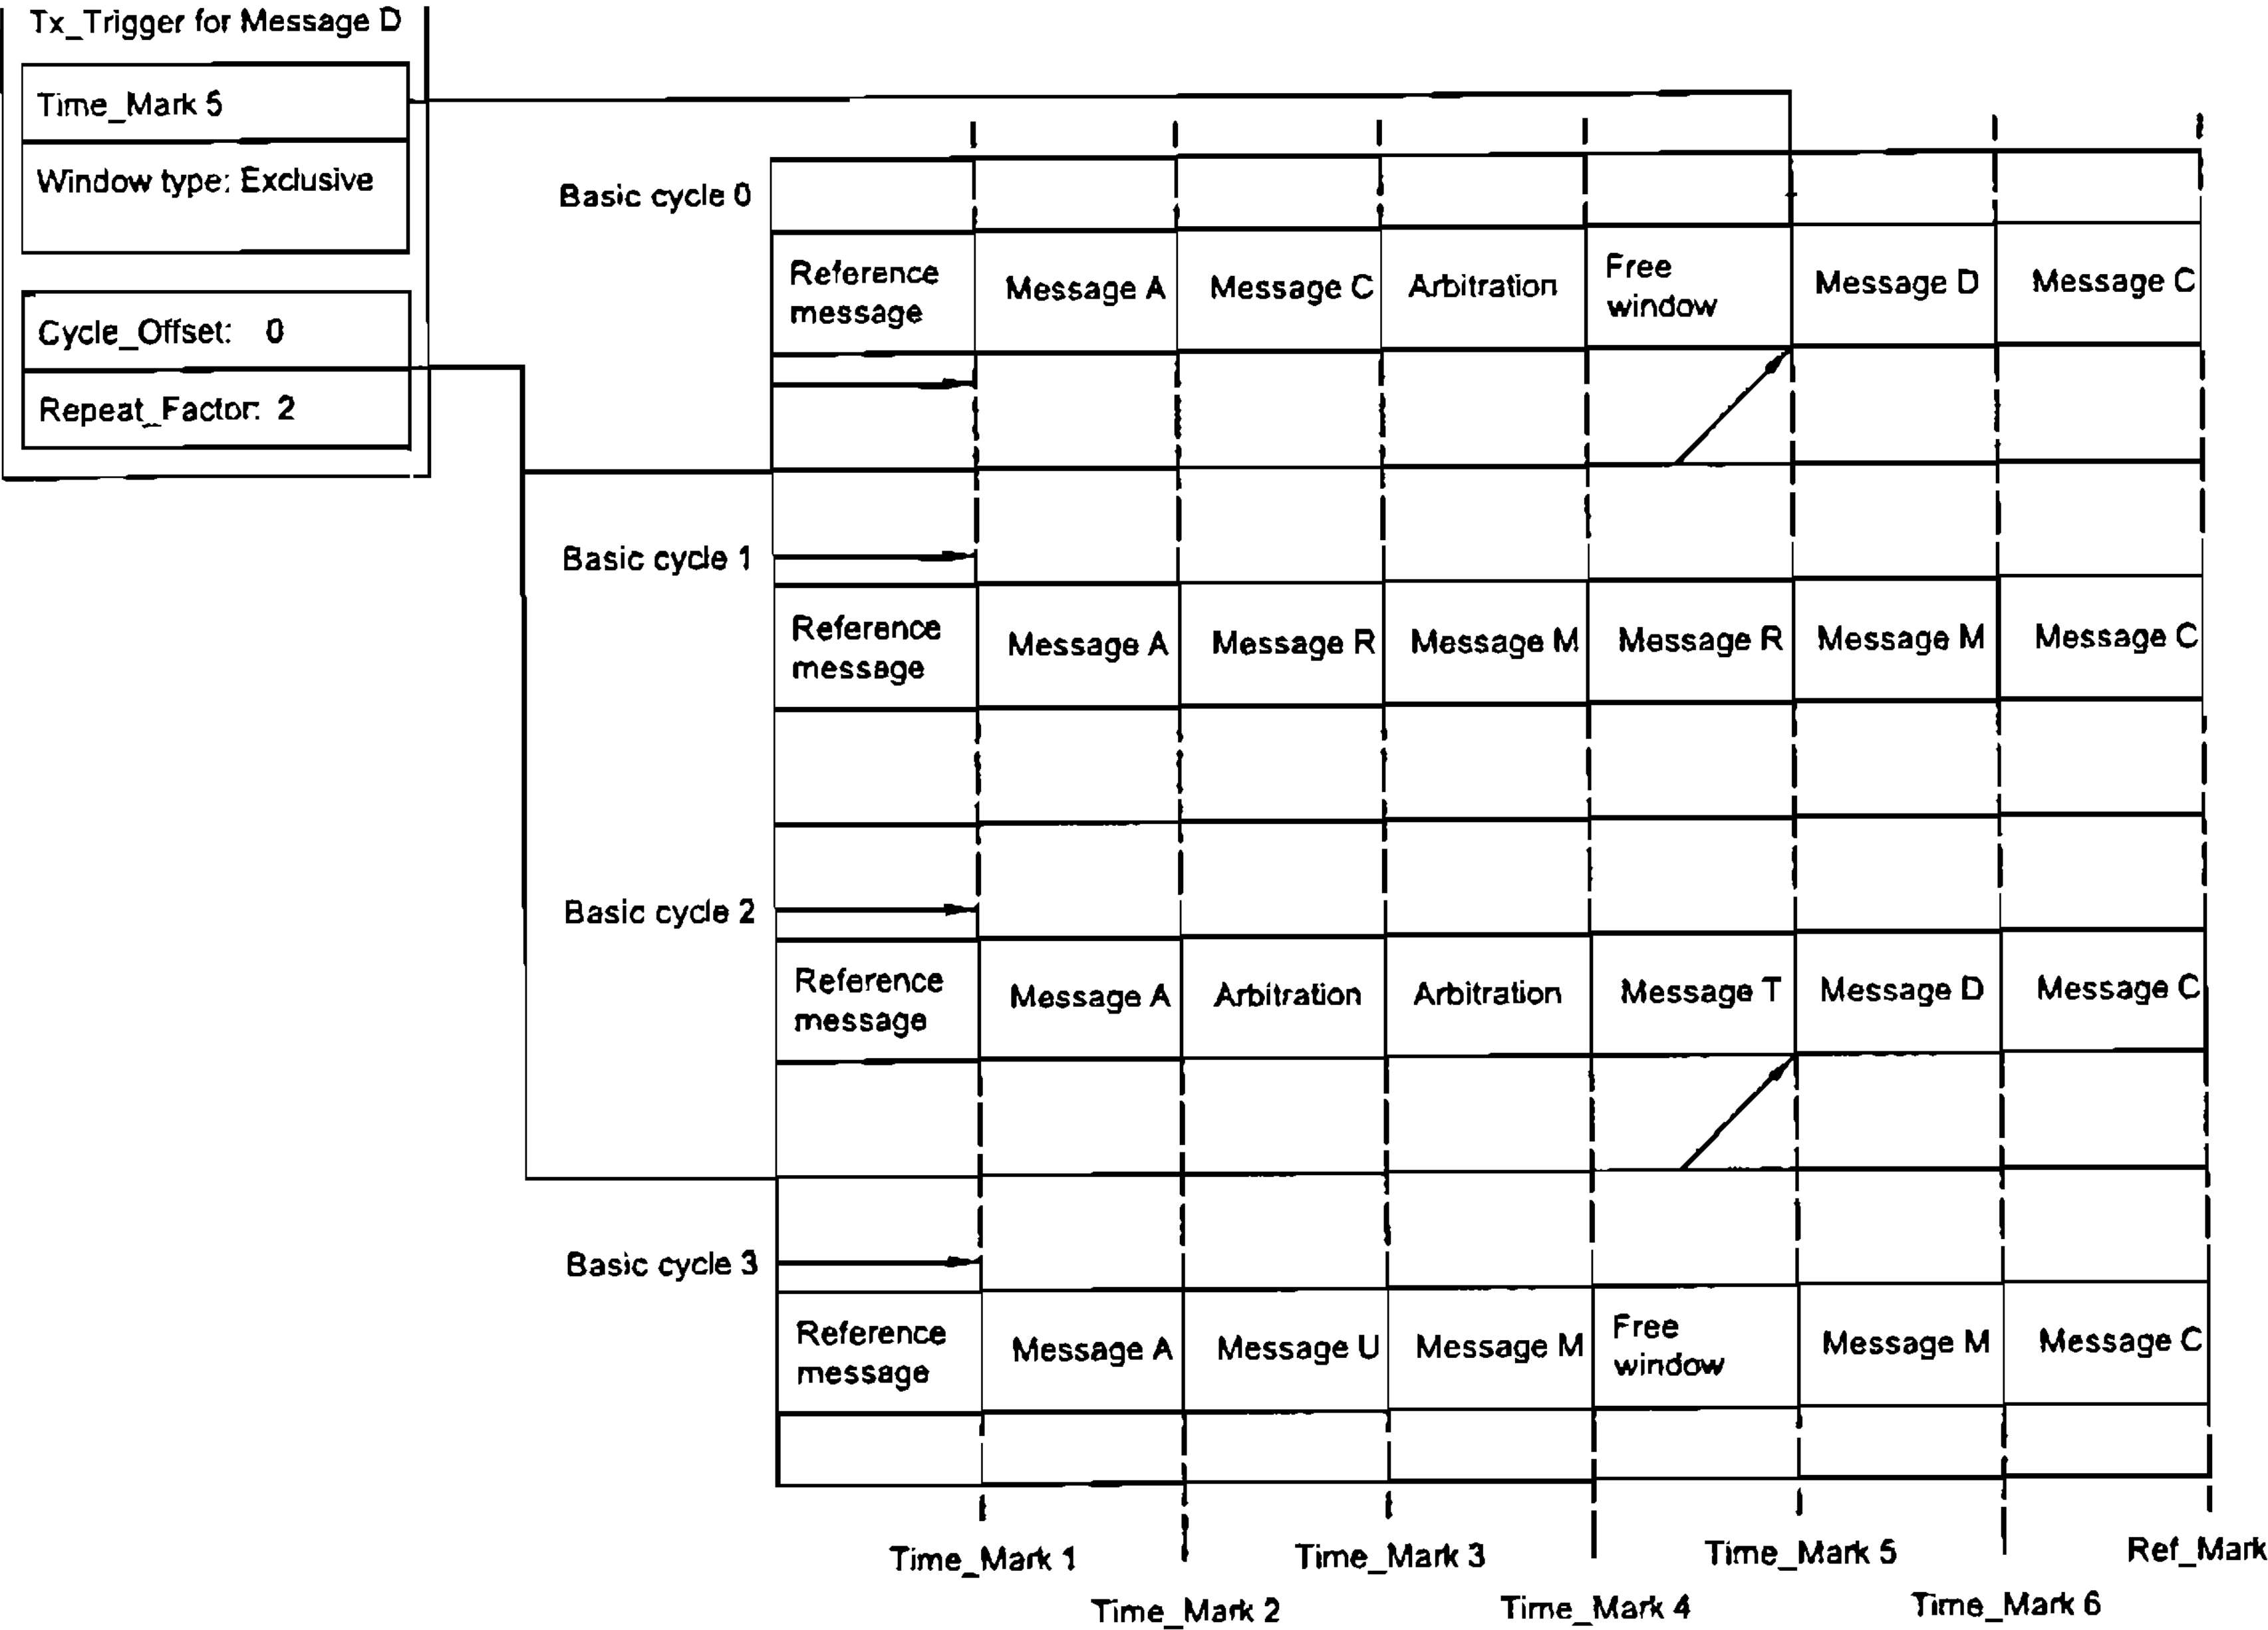 Tx_Trigger for Message D
Time_Mark 5
Window type: Exclusive
Cycle_Offset: 0
Repeat_Factor: 2
Basic cycle 0
Reference message
Message A
Message C
Arbitration
Free window
Message D
Message C
Basic cycle 1
Reference message
Message A
Message R
Message M
Message R
Message M
Message C
Basic cycle 2
Reference message
Message A
Arbitration
Arbitration
Message T
Message D
Message C
Basic cycle 3
Reference message
Message A
Message U
Message M
Free window
Message M
Message C
Time_Mark 1
Time_Mark 2
Time_Mark 3
Time_Mark 4
Time_Mark 5
Time_Mark 6
Ref_Mark